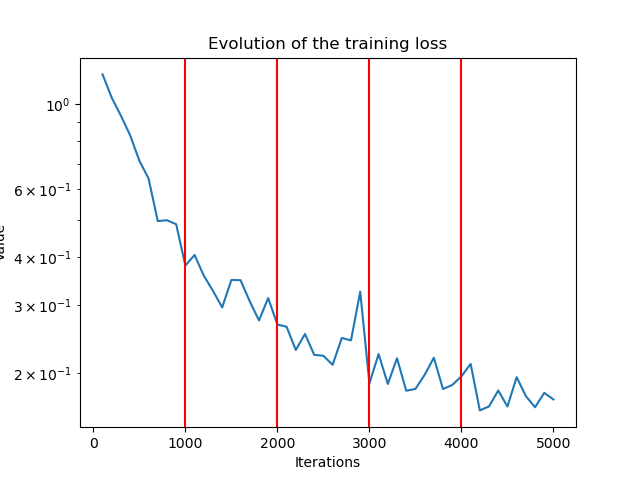 Evolution of the training loss
10⁰
6 × 10⁻¹
4 × 10⁻¹
3 × 10⁻¹
2 × 10⁻¹
0 1000 2000 3000 4000 5000
Iterations